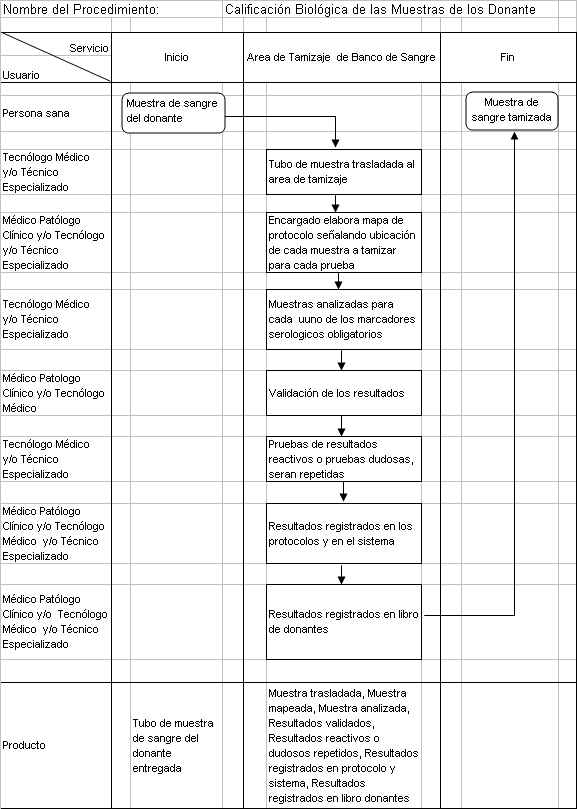 Nombre del Procedimiento: Calificación Biológica de las Muestras de los Donante
Servicio
Usuario
Inicio
Area de Tamizaje de Banco de Sangre
Fin
Persona sana
Muestra de sangre
del donante
Muestra de
sangre tamizada
Tecnólogo Médico
y/o Técnico
Especializado
Tubo de muestra trasladada al
area de tamizaje
Médico Patólogo
Clínico y/o Tecnólogo
y/o Técnico
Especializado
Encargado elabora mapa de
protocolo señalando ubicación
de cada muestra a tamizar
para cada prueba
Tecnólogo Médico
y/o Técnico
Especializado
Muestras analizadas para
cada uuno de los marcadores
serologicos obligatorios
Médico Patologo
Clínico y/o Tecnólogo
Médico
Validación de los resultados
Tecnólogo Médico
y/o Técnico
Especializado
Pruebas de resultados
reactivos o pruebas dudosas,
seran repetidas
Médico Patólogo
Clínico y/o Tecnólogo
Médico y/o Técnico
Especializado
Resultados registrados en los
protocolos y en el sistema
Médico Patólogo
Clínico y/o Tecnólogo
Médico y/o Técnico
Especializado
Resultados registrados en libro
de donantes
Producto
Tubo de muestra
de sangre del
donante
entregada
Muestra trasladada, Muestra
mapeada, Muestra analizada,
Resultados validados,
Resultados reactivos o
dudosos repetidos, Resultados
registrados en protocolo y
sistema, Resultados
registrados en libro donantes